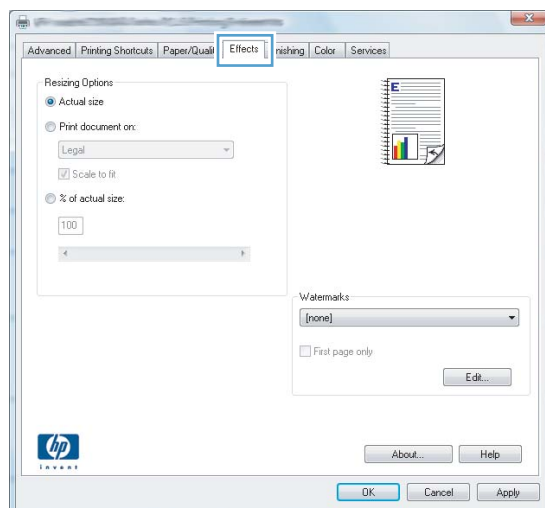 Advanced Printing Shortcuts Paper/Quali Effects nishing Color Services
Resizing Options
Actual size
Print document on:
Legal
Scale to fit
% of actual size:
100
E
Watermarks
[none]
First page only
Edit...
hp
invent
About... Help
OK Cancel Apply